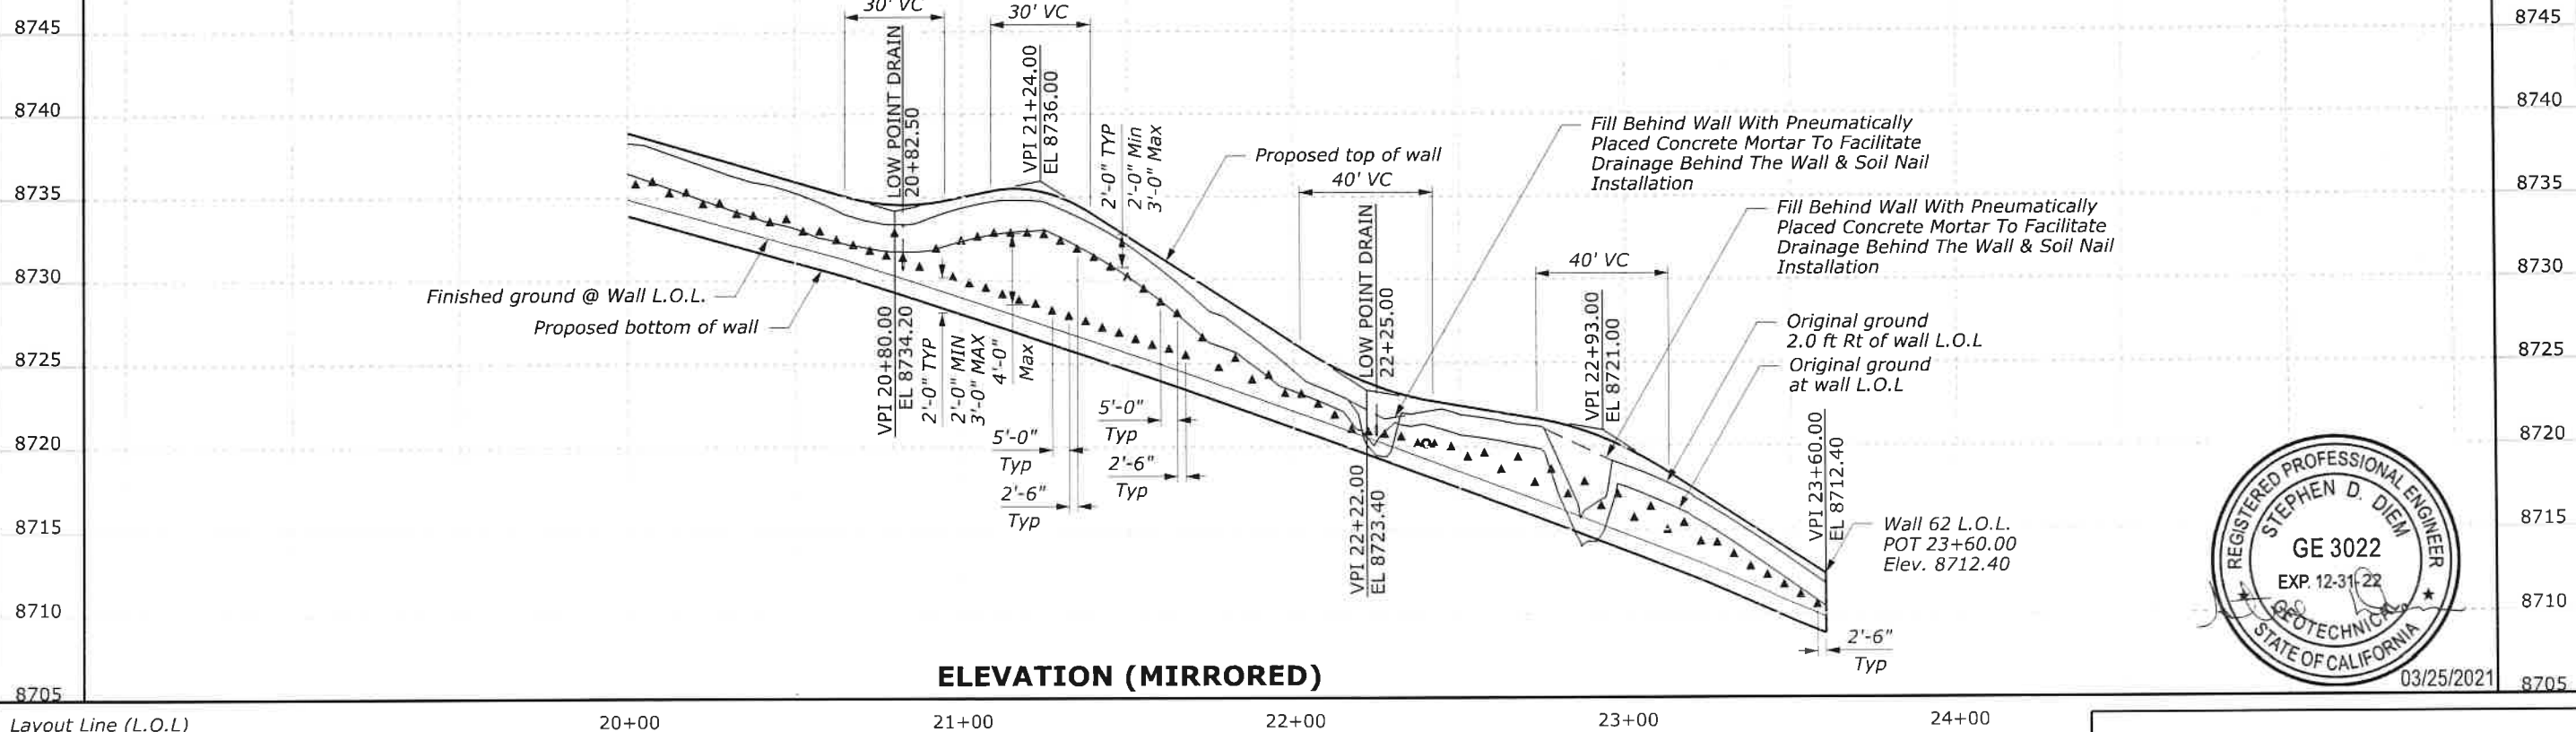 8745
8740
8735
8730
8725
8720
8715
8710
8705
30' VC
LOW POINT DRAIN
20+82.50
VPI 20+80.00
EL 8734.20
30' VC
VPI 21+24.00
EL 8736.00
2'-0" TYP
2'-0" Min
3'-0" Max
Proposed top of wall
Finished ground @ Wall L.O.L.
Proposed bottom of wall
2'-0" TYP
2'-0" MIN
3'-0" MAX
4'-0"
Max
5'-0"
Typ
2'-6"
Typ
5'-0"
Typ
2'-6"
Typ
40' VC
LOW POINT DRAIN
22+25.00
VPI 22+22.00
EL 8723.40
Fill Behind Wall With Pneumatically
Placed Concrete Mortar To Facilitate
Drainage Behind The Wall & Soil Nail
Installation
40' VC
VPI 22+93.00
EL 8721.00
Fill Behind Wall With Pneumatically
Placed Concrete Mortar To Facilitate
Drainage Behind The Wall & Soil Nail
Installation
Original ground
2.0 ft Rt of wall L.O.L
Original ground
at wall L.O.L
VPI 23+60.00
EL 8712.40
Wall 62 L.O.L.
POT 23+60.00
Elev. 8712.40
2'-6"
Typ
ELEVATION (MIRRORED)
REGISTERED PROFESSIONAL ENGINEER
STEPHEN D. DIEM
GE 3022
EXP. 12-31-22
GEOTECHNICAL
STATE OF CALIFORNIA
03/25/2021
8745
8740
8735
8730
8725
8720
8715
8710
8705
Layout Line (L.O.L)
20+00
21+00
22+00
23+00
24+00